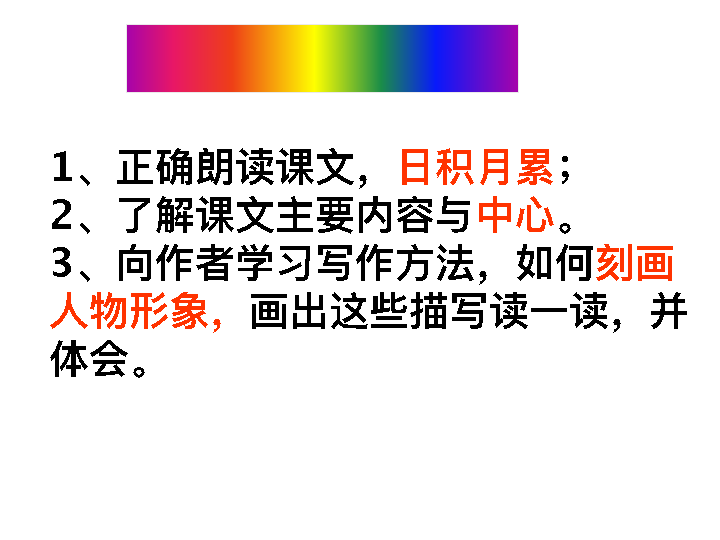 1、正确朗读课文，日积月累；
2、了解课文主要内容与中心。
3、向作者学习写作方法，如何刻画
人物形象，画出这些描写读一读，并
体会。